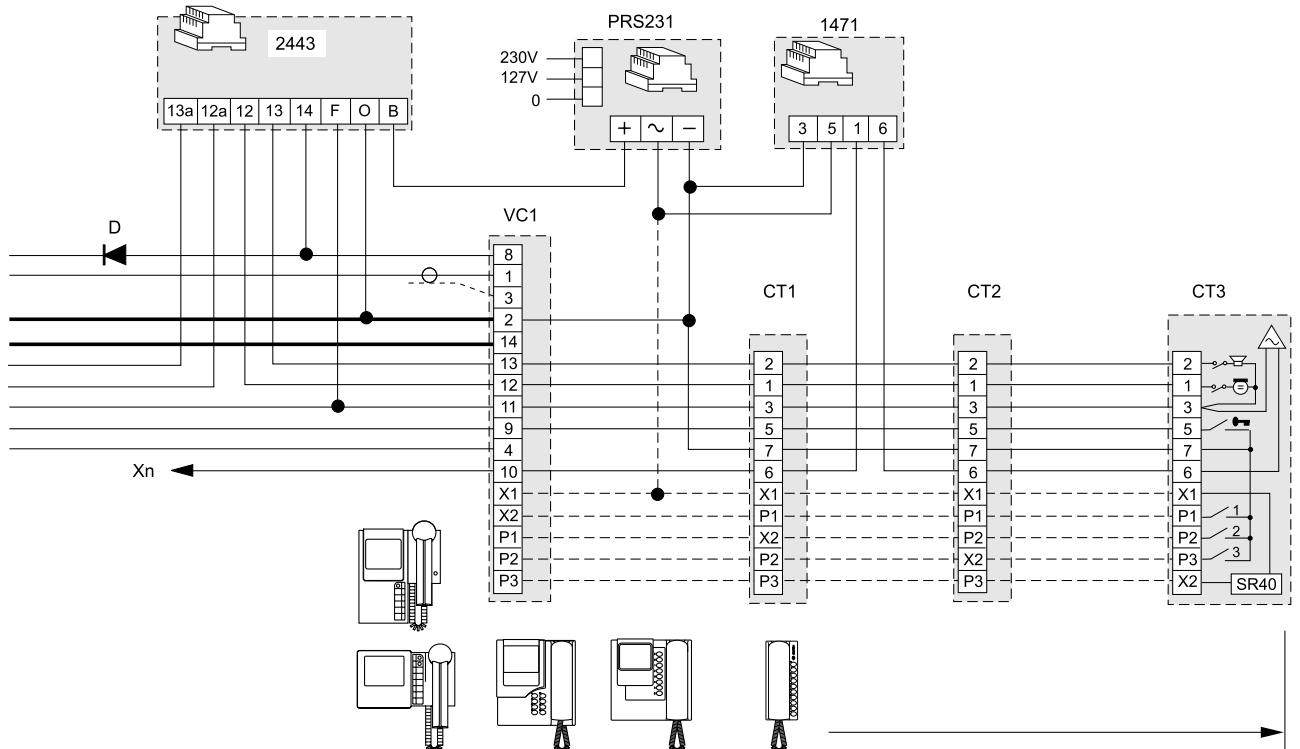 PRS231
1471
2443
230V
127V
0
13a 12a 12 13 14 F O B
+ ~ −
3 5 1 6
D
VC1
8
1
3
2
14
13
12
11
9
4
10
X1
X2
P1
P2
P3
Xn
CT1
2
1
3
5
7
6
X1
P1
X2
P2
P3
CT2
2
1
3
5
7
6
X1
P1
P2
X2
P3
CT3
2
1
3
5
7
6
X1
P1 1
P2 2
P3 3
X2 SR40